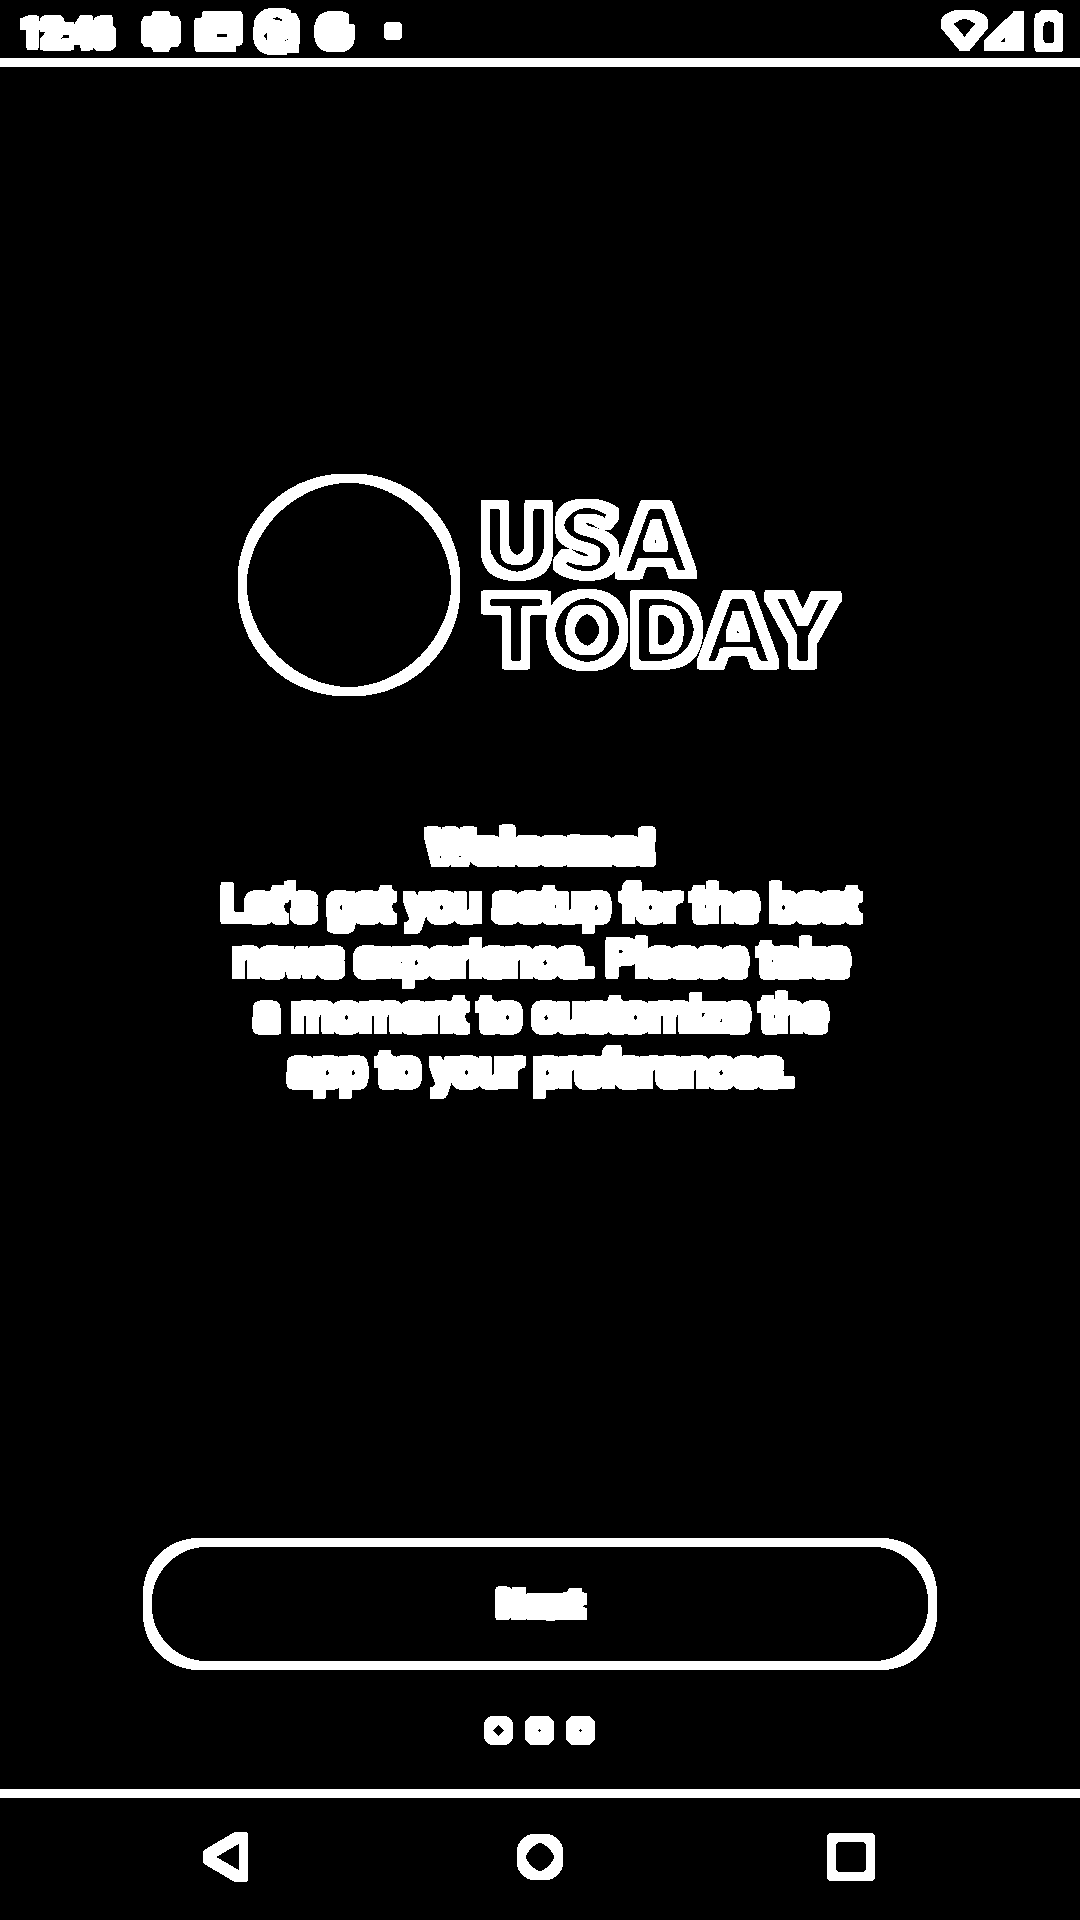 12:46
USA
TODAY
Welcome!
Let's get you setup for the best
news experience. Please take
a moment to customize the
app to your preferences.
Next